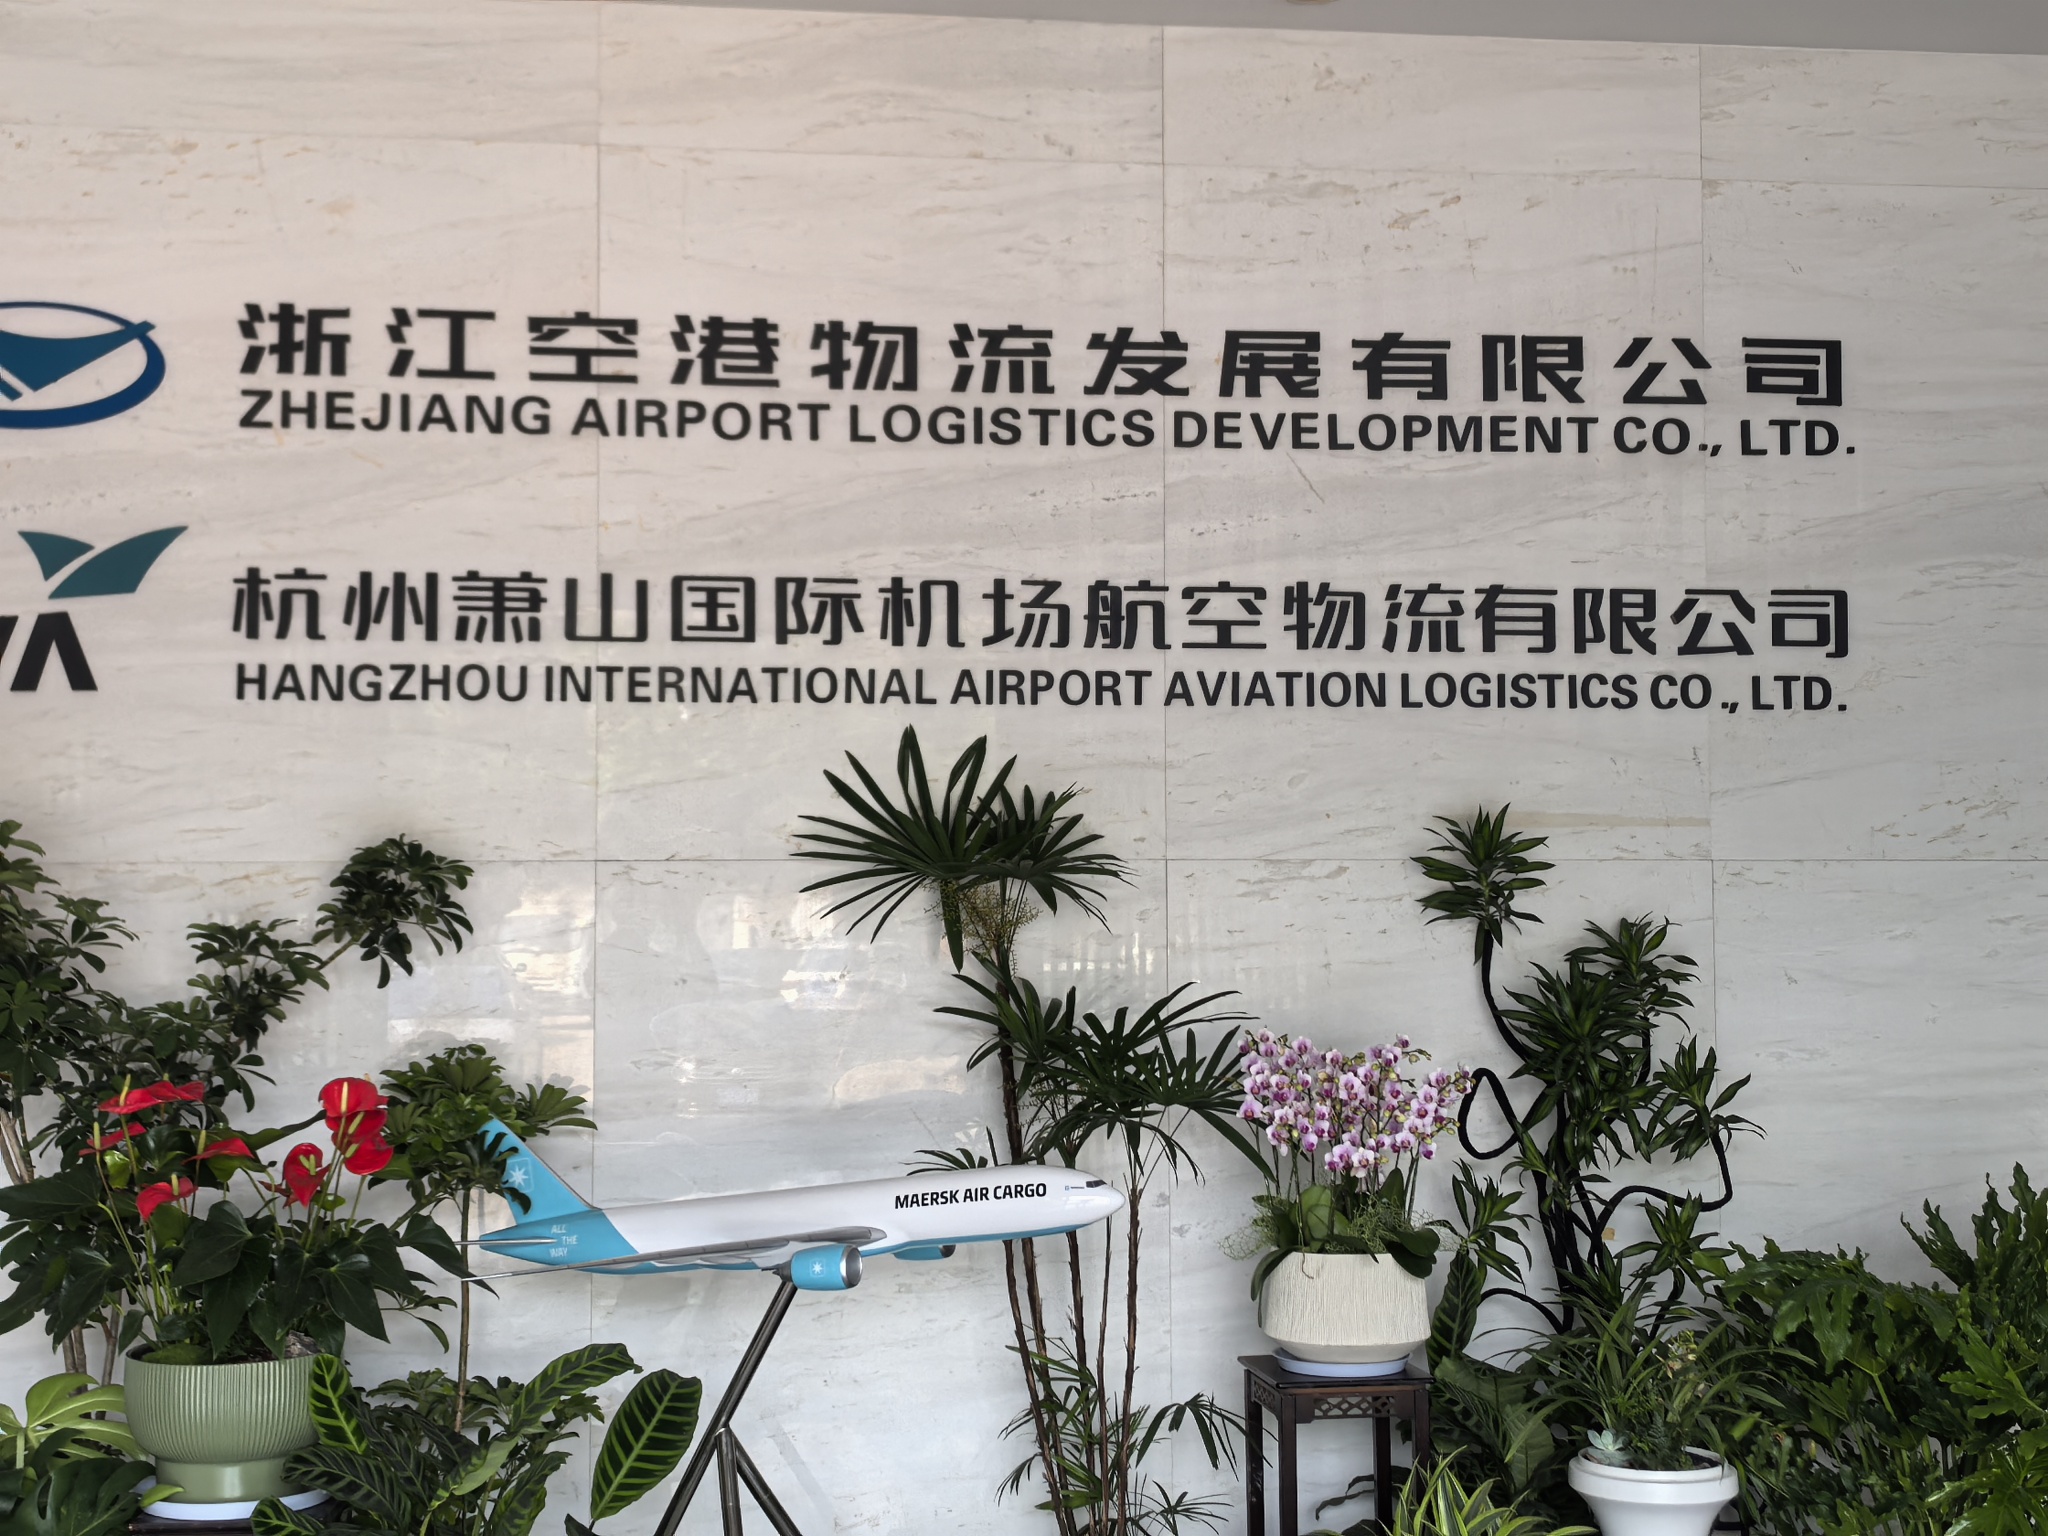 浙江空港物流发展有限公司
ZHEJIANG AIRPORT LOGISTICS DEVELOPMENT CO., LTD.
杭州萧山国际机场航空物流有限公司
HANGZHOU INTERNATIONAL AIRPORT AVIATION LOGISTICS CO., LTD.
MAERSK AIR CARGO
ALL
THE
WAY